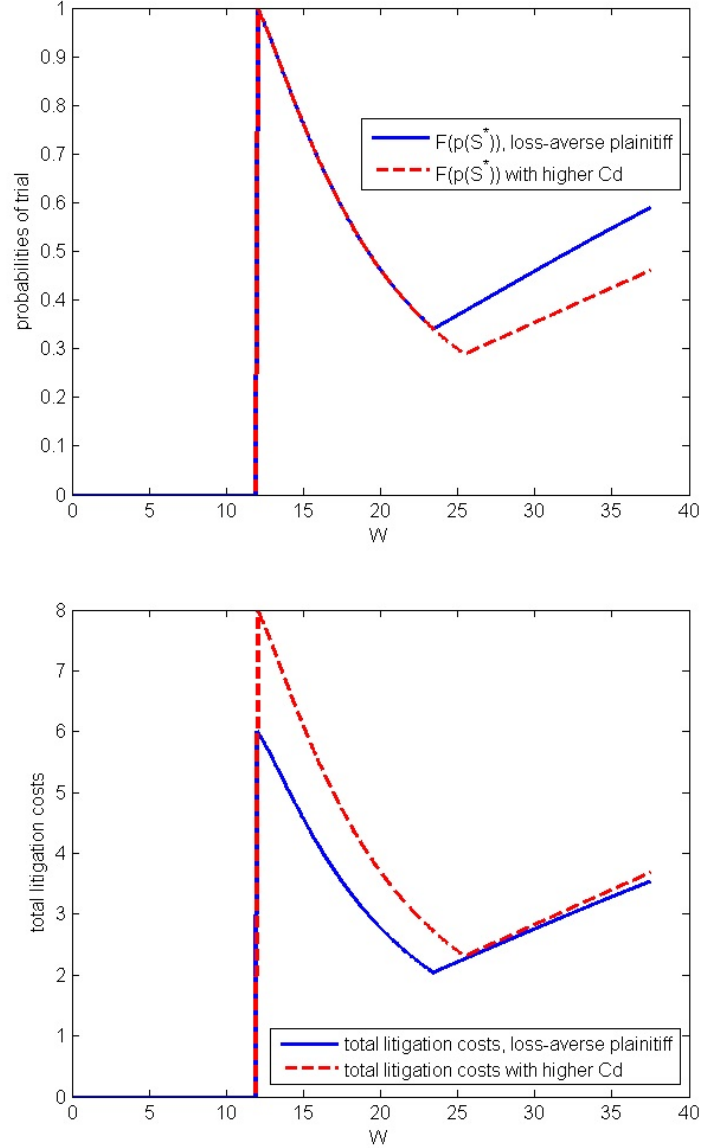 1
0.9
0.8
0.7
0.6
0.5
0.4
0.3
0.2
0.1
0
probabilities of trial
F(p(S*)), loss-averse plainitiff
F(p(S*)) with higher Cd
0 5 10 15 20 25 30 35 40
W
8
7
6
5
4
3
2
1
0
total litigation costs
total litigation costs, loss-averse plainitiff
total litigation costs with higher Cd
0 5 10 15 20 25 30 35 40
W